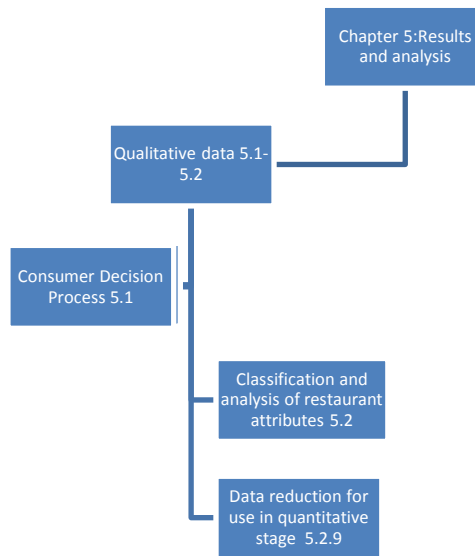 Chapter 5:Results
and analysis
Qualitative data 5.1-
5.2
Consumer Decision
Process 5.1
Classification and
analysis of restaurant
attributes 5.2
Data reduction for
use in quantitative
stage 5.2.9